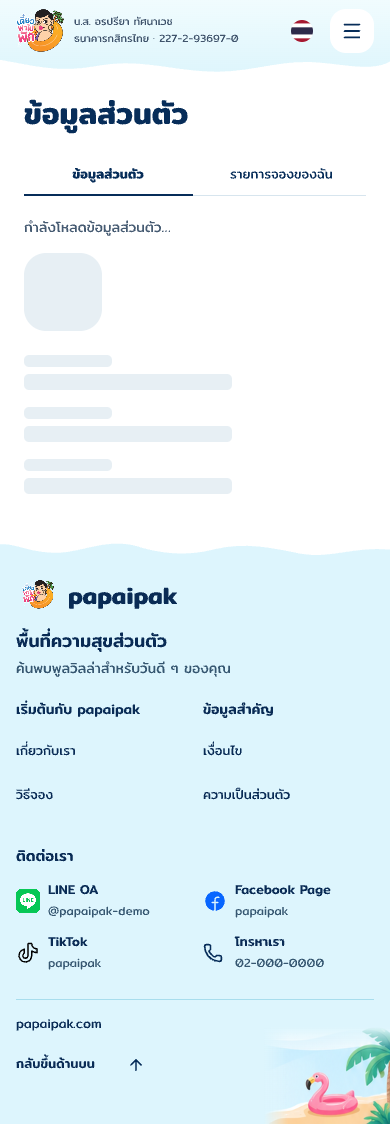 น.ส. อรปรียา ทัศนาเวช
ธนาคารกสิกรไทย · 227-2-93697-0
ข้อมูลส่วนตัว
ข้อมูลส่วนตัว
รายการจองของฉัน
กำลังโหลดข้อมูลส่วนตัว...
papaipak
พื้นที่ความสุขส่วนตัว
ค้นพบพูลวิลล่าสำหรับวันดี ๆ ของคุณ
เริ่มต้นกับ papaipak
ข้อมูลสำคัญ
เกี่ยวกับเรา
เงื่อนไข
วิธีจอง
ความเป็นส่วนตัว
ติดต่อเรา
LINE OA
@papaipak-demo
Facebook Page
papaipak
TikTok
papaipak
โทรหาเรา
02-000-0000
papaipak.com
กลับขึ้นด้านบน